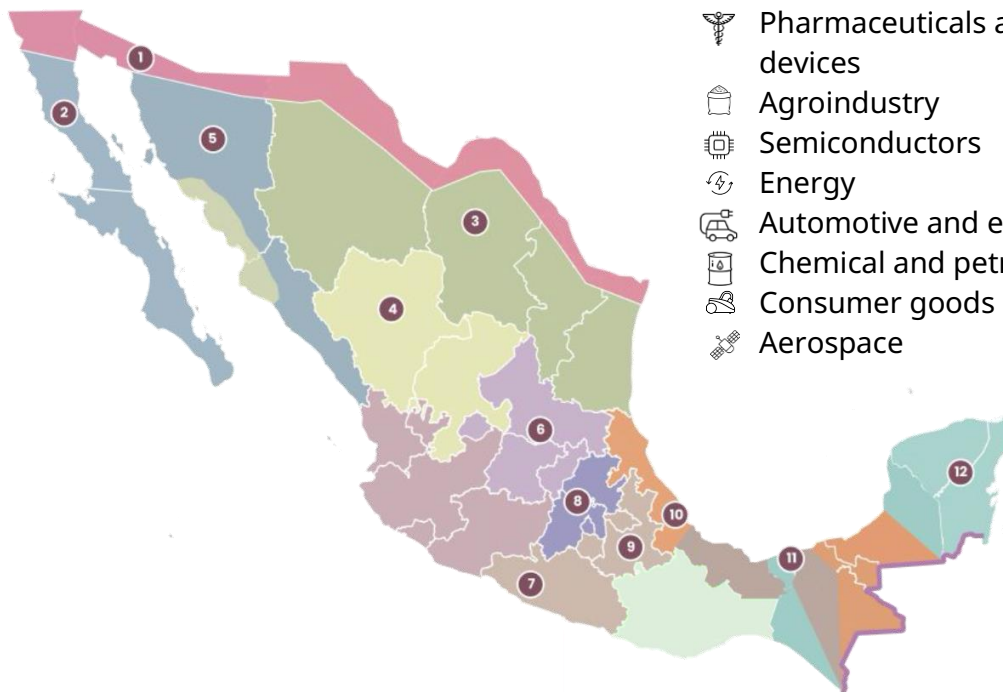 Pharmaceuticals a
devices
Agroindustry
Semiconductors
Energy
Automotive and e
Chemical and petr
Consumer goods
Aerospace
1
2
5
3
4
6
12
8
10
9
11
7